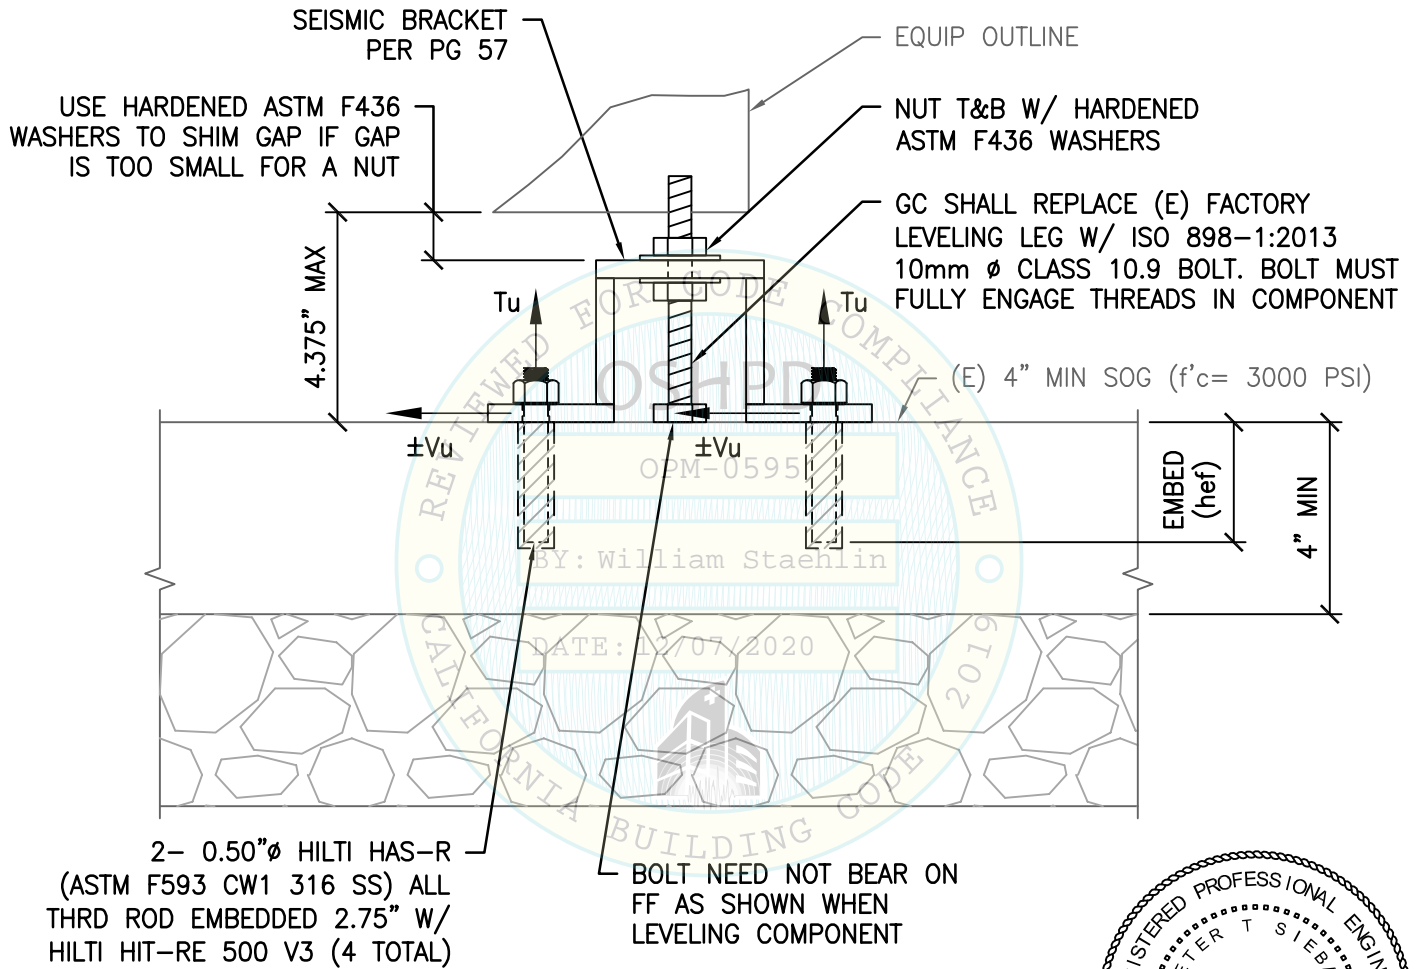 SEISMIC BRACKET
PER PG 57
EQUIP OUTLINE
USE HARDENED ASTM F436
WASHERS TO SHIM GAP IF GAP
IS TOO SMALL FOR A NUT
NUT T&B W/ HARDENED
ASTM F436 WASHERS
GC SHALL REPLACE (E) FACTORY
LEVELING LEG W/ ISO 898-1:2013
10mm ø CLASS 10.9 BOLT. BOLT MUST
FULLY ENGAGE THREADS IN COMPONENT
4.375" MAX
Tu
Tu
(E) 4" MIN SOG (f'c= 3000 PSI)
±Vu
±Vu
EMBED
(hef)
4" MIN
REVIEWED FOR CODE COMPLIANCE
OSHPD
OPM-0595
BY: William Staehlin
DATE: 12/07/2020
CALIFORNIA BUILDING CODE 2019
2- 0.50"ø HILTI HAS-R
(ASTM F593 CW1 316 SS) ALL
THRD ROD EMBEDDED 2.75" W/
HILTI HIT-RE 500 V3 (4 TOTAL)
BOLT NEED NOT BEAR ON
FF AS SHOWN WHEN
LEVELING COMPONENT
PROFESSIONAL
T